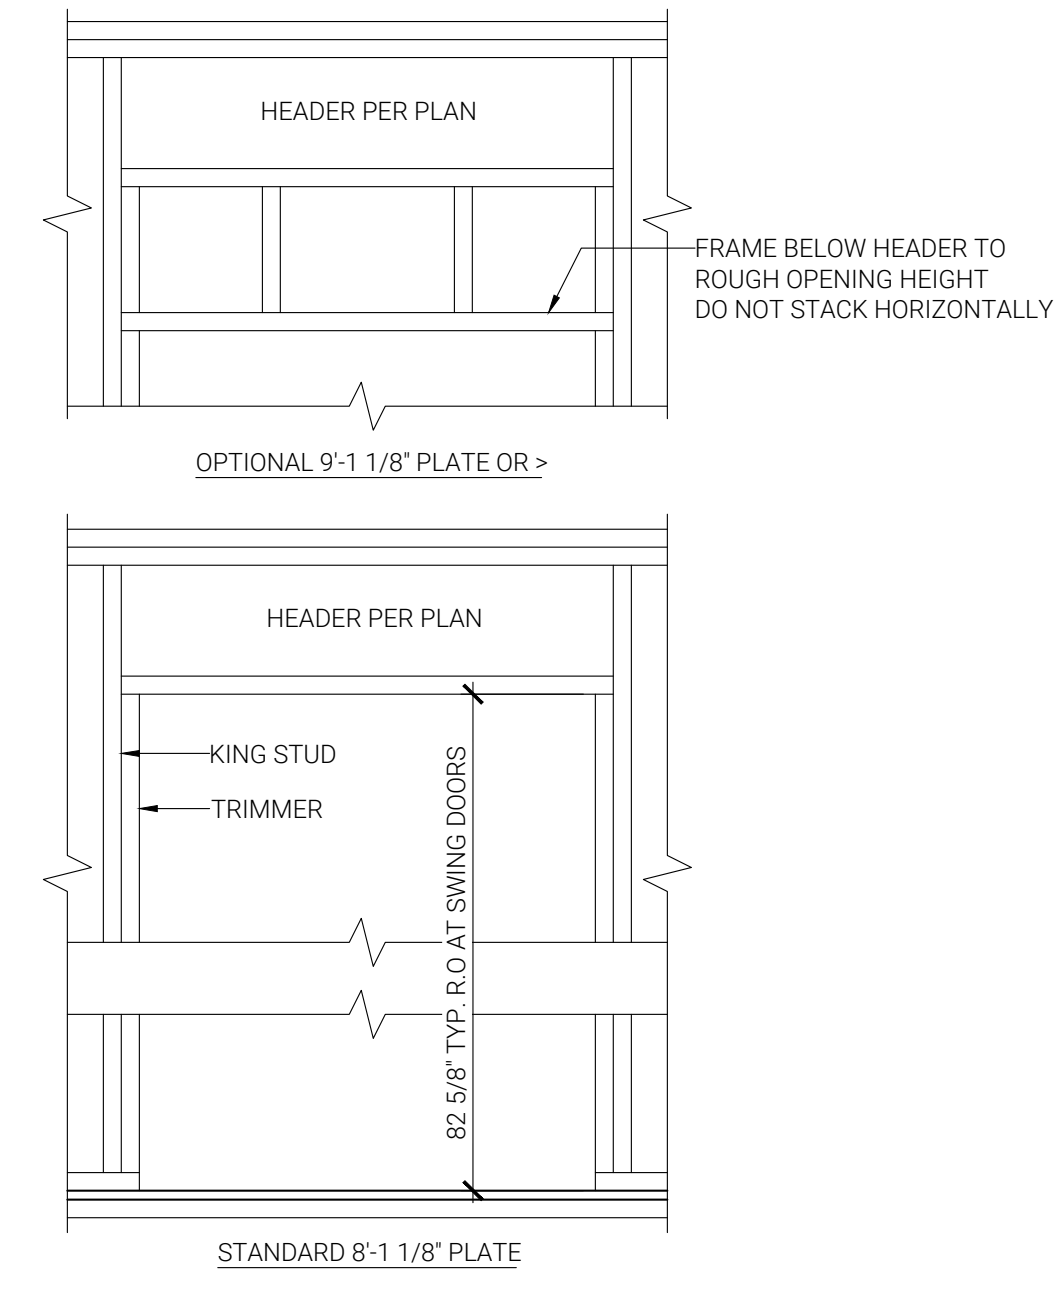 HEADER PER PLAN
FRAME BELOW HEADER TO
ROUGH OPENING HEIGHT
DO NOT STACK HORIZONTALLY
OPTIONAL 9'-1 1/8" PLATE OR >
HEADER PER PLAN
KING STUD
TRIMMER
82 5/8" TYP. R.O AT SWING DOORS
STANDARD 8'-1 1/8" PLATE